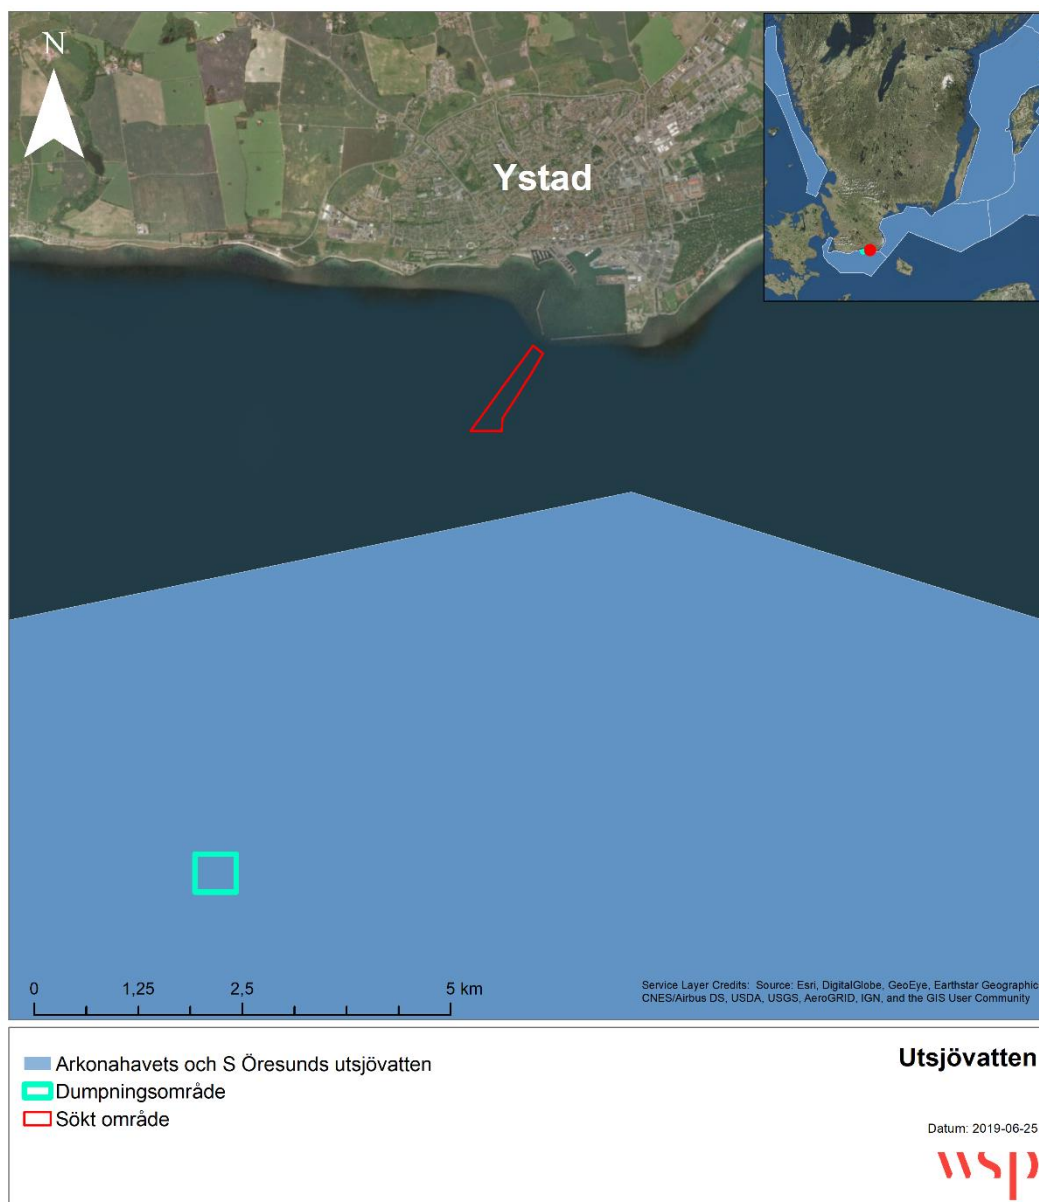 N
Ystad
0 1,25 2,5 5 km
Service Layer Credits: Source: Esri, DigitalGlobe, GeoEye, Earthstar Geographic
CNES/Airbus DS, USDA, USGS, AeroGRID, IGN, and the GIS User Community
Arkonahavets och S Öresunds utsjövatten
Dumpningsområde
Sökt område
Utsjövatten
Datum: 2019-06-25
wsp